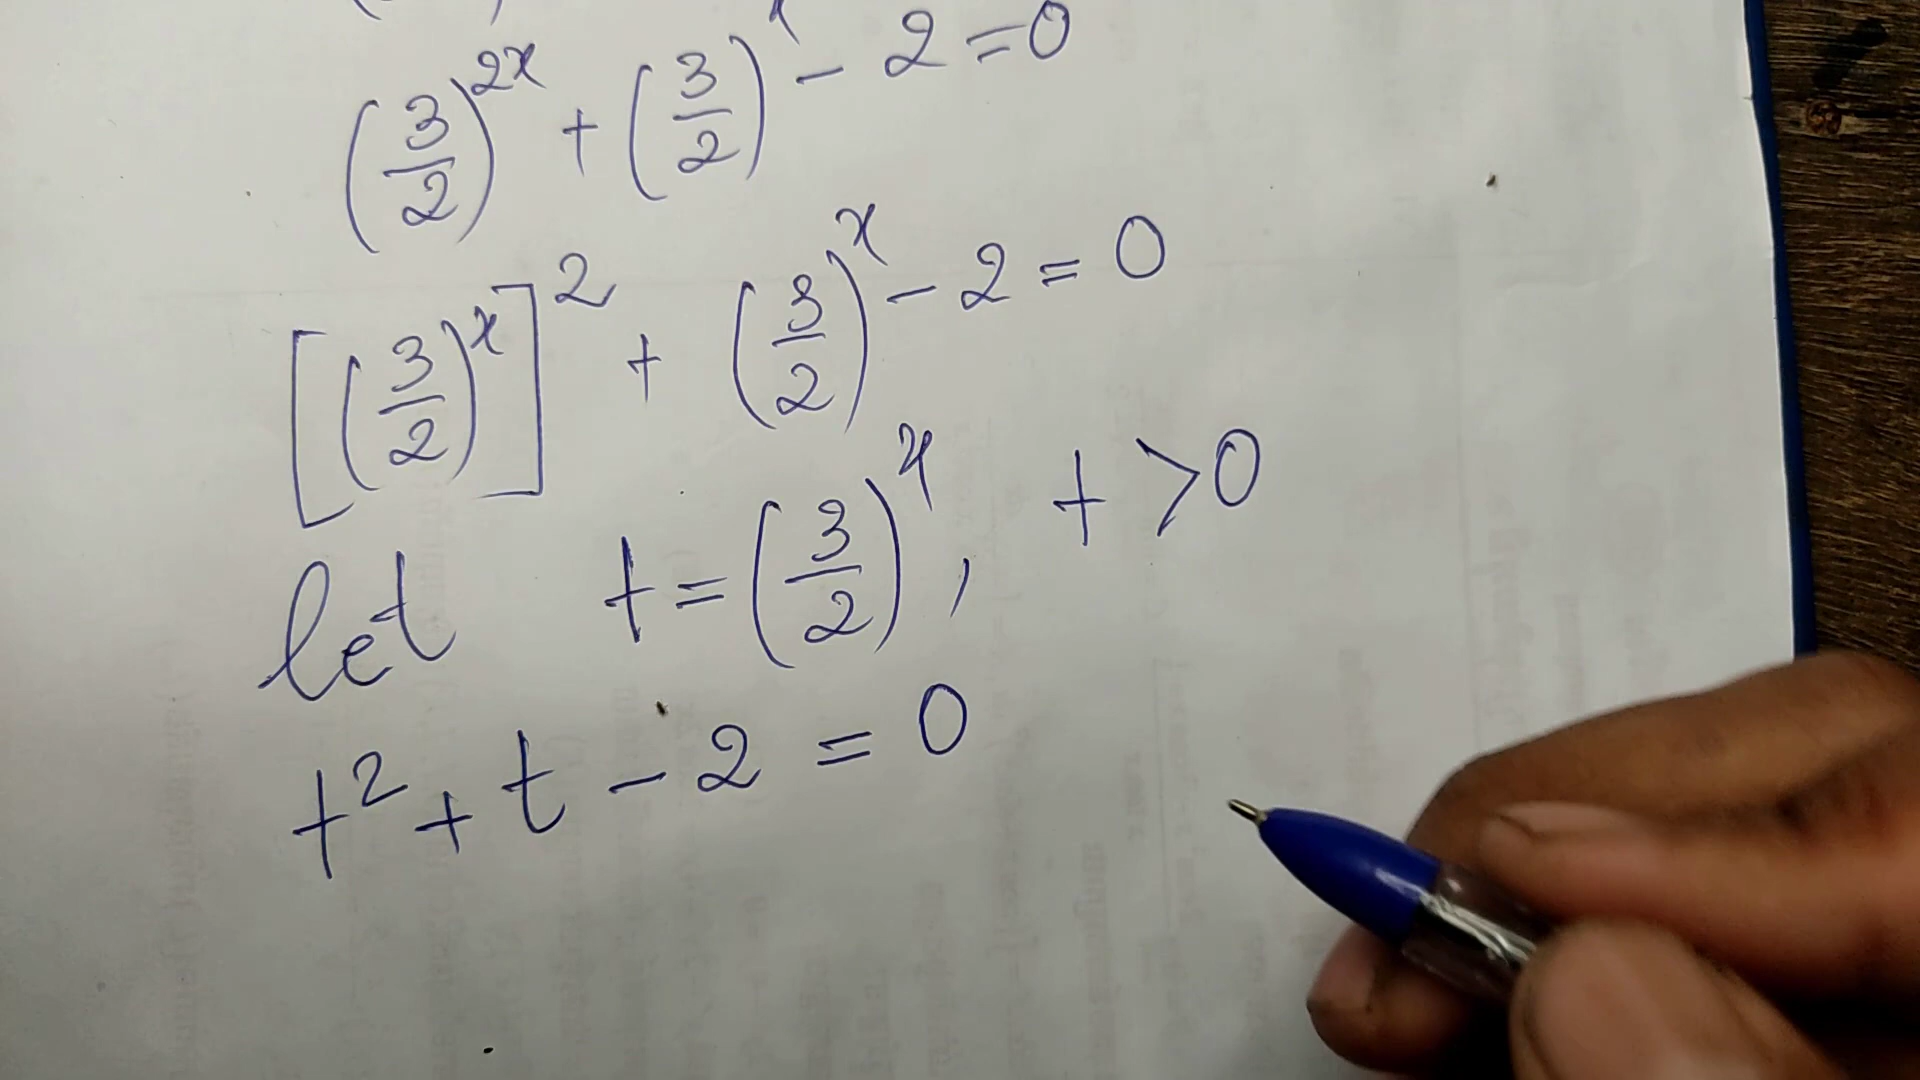 (3/2)^2x + (3/2)^x - 2 = 0
[(3/2)^x]^2 + (3/2)^x - 2 = 0
let t = (3/2)^x, t > 0
t^2 + t - 2 = 0